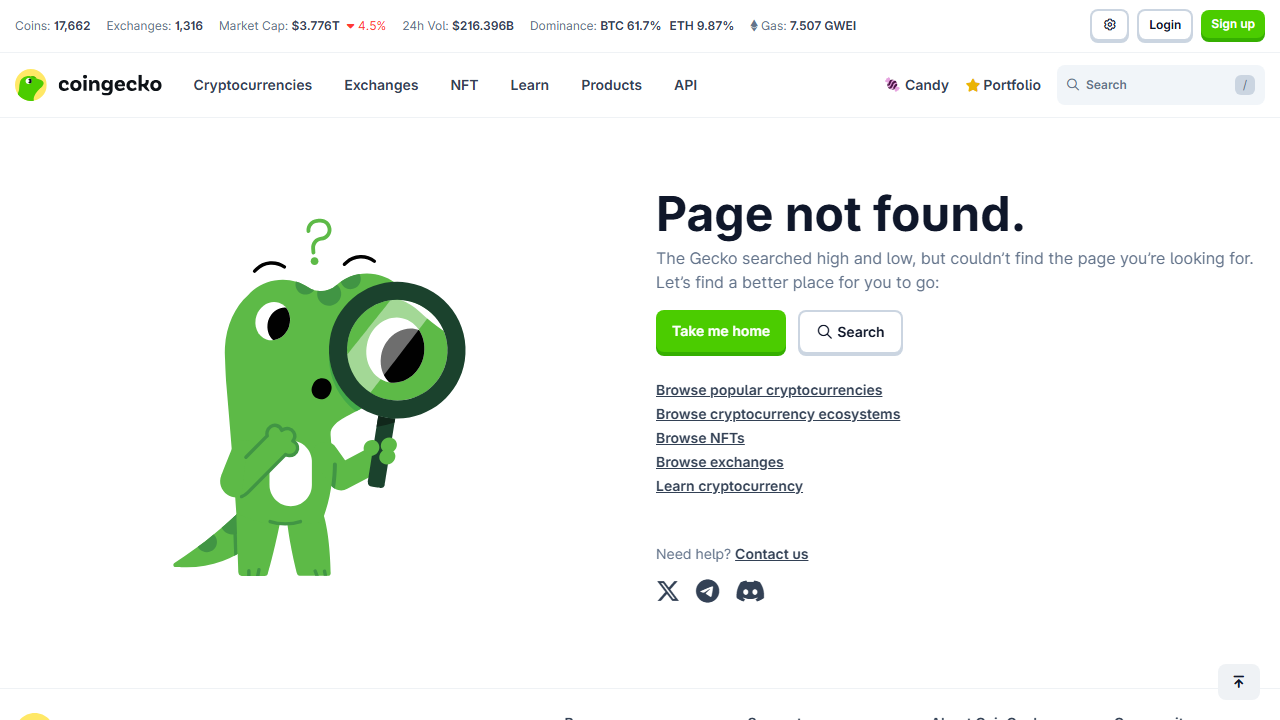 Coins: 17,662 Exchanges: 1,316 Market Cap: $3.776T 4.5% 24h Vol: $216.396B Dominance: BTC 61.7% ETH 9.87% Gas: 7.507 GWEI Login Sign up
coingecko Cryptocurrencies Exchanges NFT Learn Products API Candy Portfolio Search /
?
Page not found.
The Gecko searched high and low, but couldn’t find the page you’re looking for.
Let’s find a better place for you to go:
Take me home Search
Browse popular cryptocurrencies
Browse cryptocurrency ecosystems
Browse NFTs
Browse exchanges
Learn cryptocurrency
Need help? Contact us